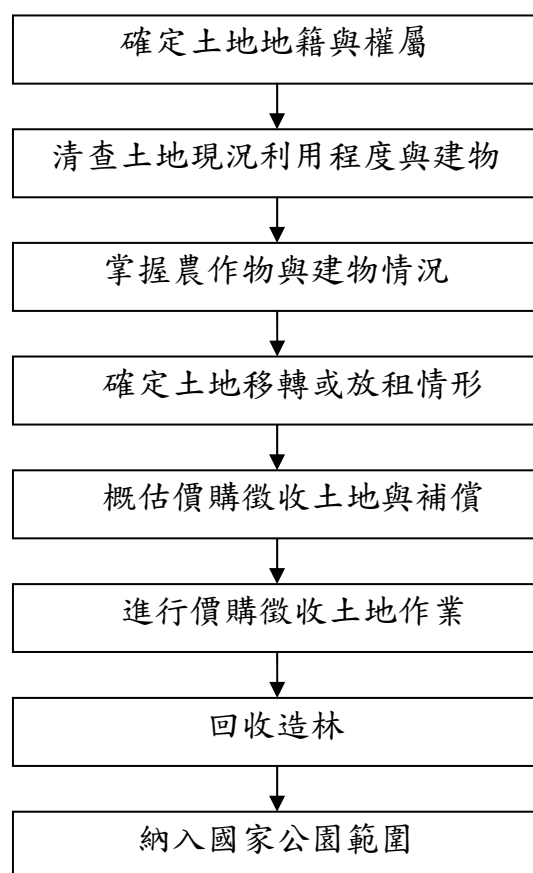 確定土地地籍與權屬
清查土地現況利用程度與建物
掌握農作物與建物情況
確定土地移轉或放租情形
概估價購徵收土地與補償
進行價購徵收土地作業
回收造林
納入國家公園範圍